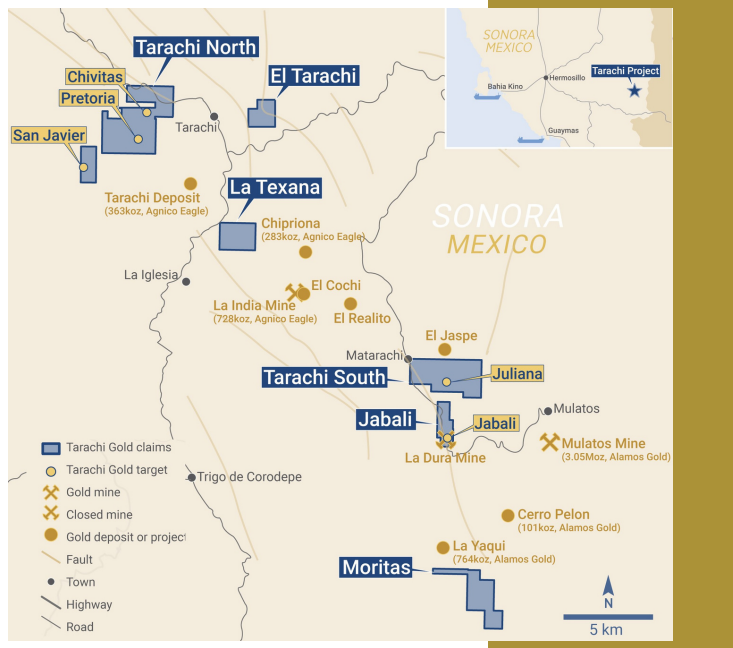 Tarachi North
El Tarachi
Chivitas
Pretoria
San Javier
Tarachi
Tarachi Deposit
(363koz, Agnico Eagle)
La Texana
Chipriona
(283koz, Agnico Eagle)
La Iglesia
El Cochi
La India Mine
(728koz, Agnico Eagle)
El Realito
SONORA
MEXICO
SONORA
MEXICO
Hermosillo
Tarachi Project
Bahia Kino
Guaymas
El Jaspe
Matarachi
Tarachi South
Juliana
Jabali
Jabali
Mulatos
La Dura Mine
Mulatos Mine
(3.05Moz, Alamos Gold)
Trigo de Corodepe
Cerro Pelon
(101koz, Alamos Gold)
La Yaqui
(764koz, Alamos Gold)
Moritas
Tarachi Gold claims
Tarachi Gold target
Gold mine
Closed mine
Gold deposit or project
Fault
Town
Highway
Road
N
5 km